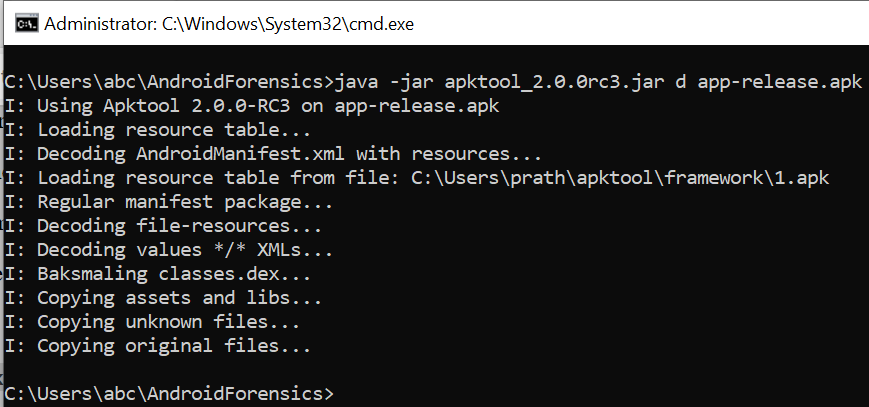 Administrator: C:\Windows\System32\cmd.exe
C:\Users\abc\AndroidForensics>java -jar apktool_2.0.0rc3.jar d app-release.apk
I: Using Apktool 2.0.0-RC3 on app-release.apk
I: Loading resource table...
I: Decoding AndroidManifest.xml with resources...
I: Loading resource table from file: C:\Users\prath\apktool\framework\1.apk
I: Regular manifest package...
I: Decoding file-resources...
I: Decoding values */* XMLs...
I: Baksmaling classes.dex...
I: Copying assets and libs...
I: Copying unknown files...
I: Copying original files...
C:\Users\abc\AndroidForensics>